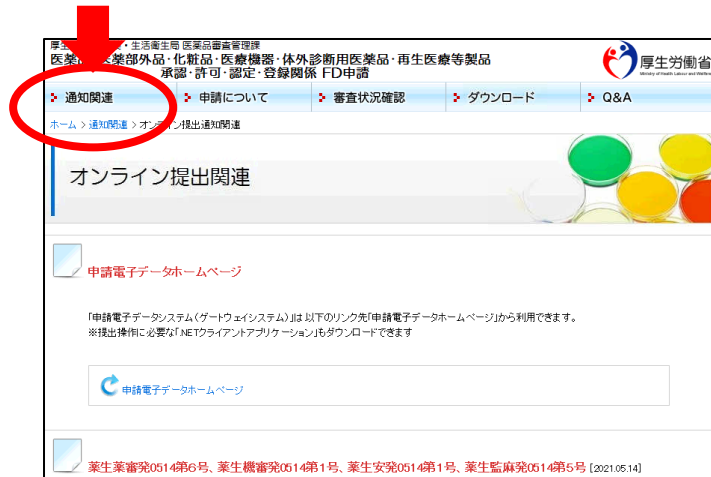 生活衛生局 医薬品審査管理課
医薬部外品・化粧品・医療機器・体外診断用医薬品・再生医療等製品
承認・許可・認定・登録関係 FD申請
厚生労働省
Ministry of Health, Labour and Welfare
通知関連 申請について 審査状況確認 ダウンロード Q&A
ホーム > 通知関連 > オンライン提出通知関連
オンライン提出関連
申請電子データホームページ
「申請電子データシステム(ゲートウェイシステム)」は以下のリンク先「申請電子データホームページ」から利用できます。
※提出操作に必要な「.NETクライアントアプリケーション」もダウンロードできます
申請電子データホームページ
薬生薬審発0514第6号、薬生機審発0514第1号、薬生安発0514第1号、薬生監麻発0514第5号 [2021.05.14]